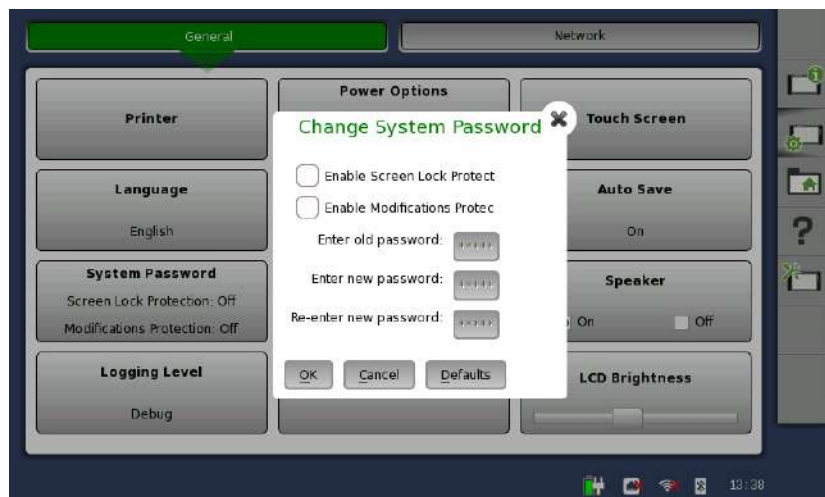 General
Network
Printer
Power Options
Touch Screen
Change System Password
Enable Screen Lock Protect
Enable Modifications Protec
Enter old password: *****
Enter new password: *****
Re-enter new password: *****
OK
Cancel
Defaults
Language
English
Auto Save
On
System Password
Screen Lock Protection: Off
Modifications Protection: Off
Speaker
On
Off
Logging Level
Debug
LCD Brightness
13:38